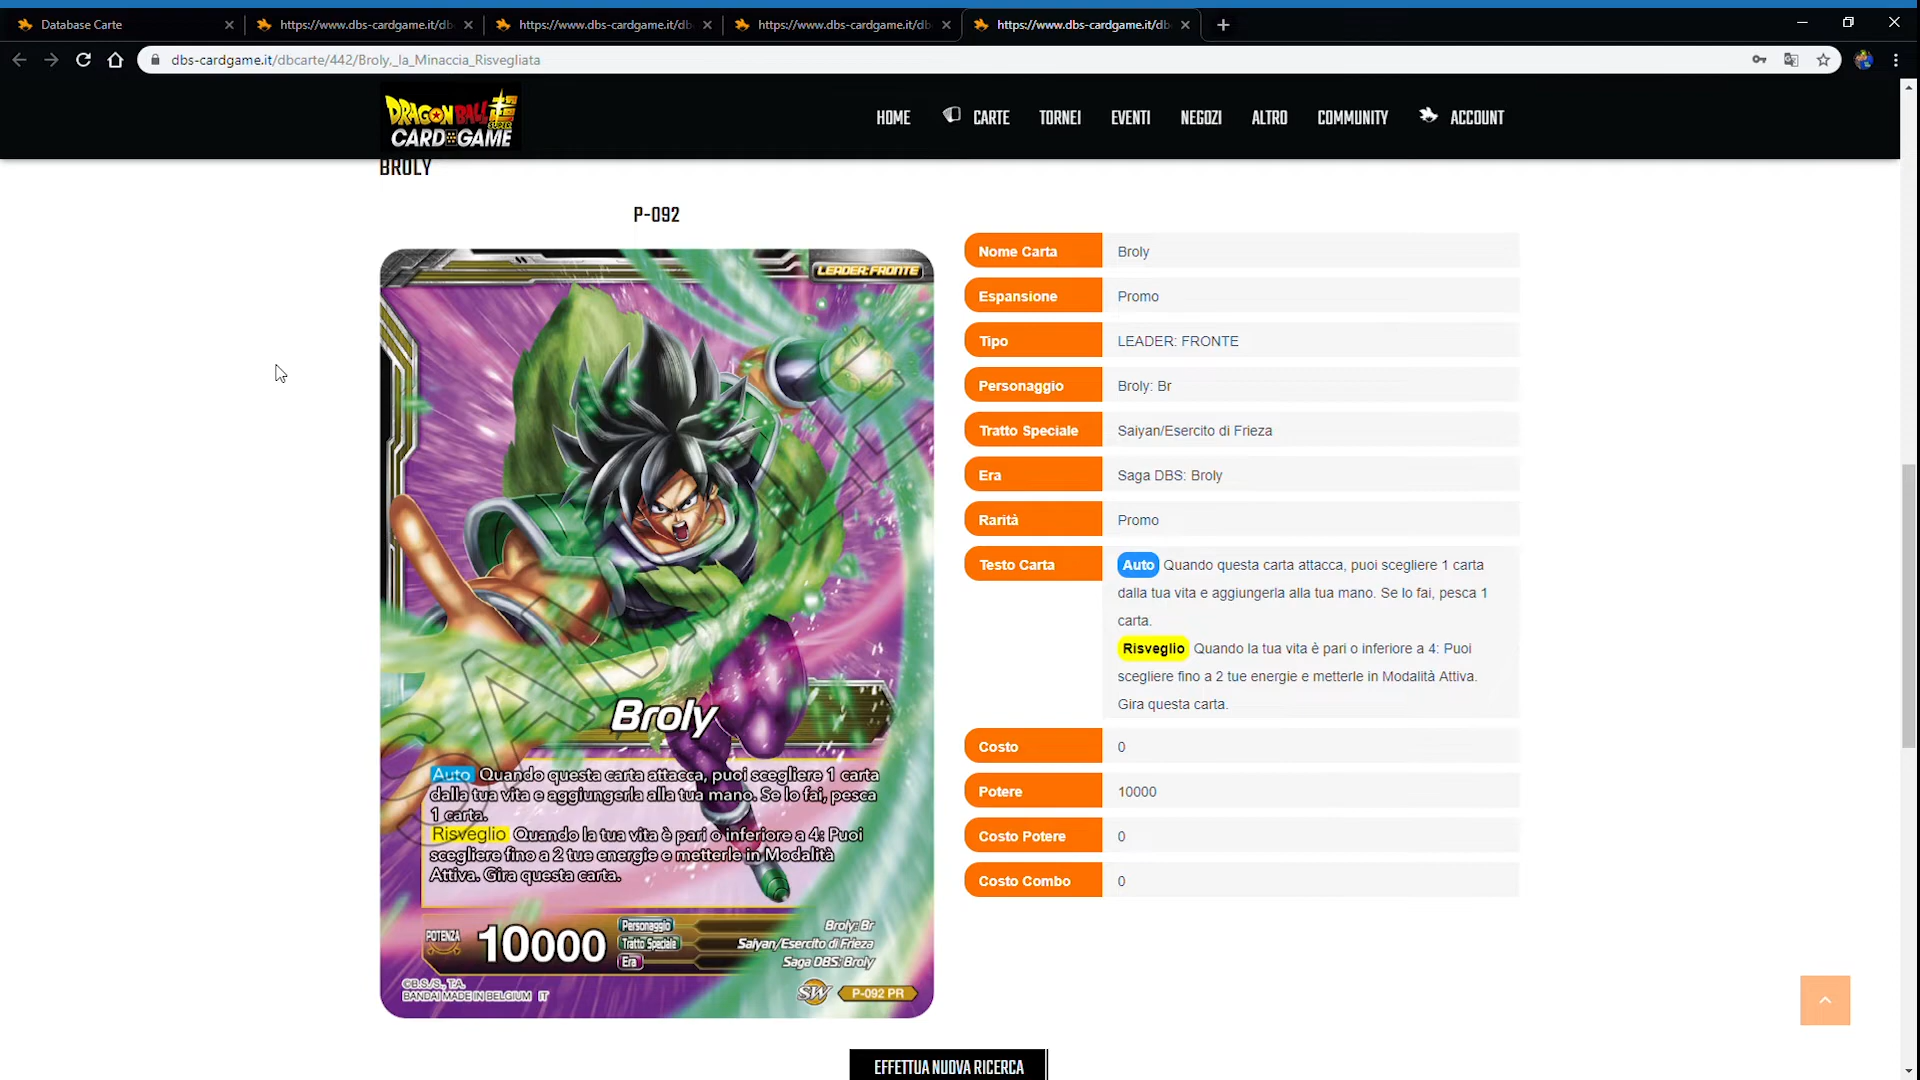 Database Carte
https://www.dbs-cardgame.it/db
https://www.dbs-cardgame.it/db
https://www.dbs-cardgame.it/db
https://www.dbs-cardgame.it/db
dbs-cardgame.it/dbcarte/442/Broly,_la_Minaccia_Risvegliata
DRAGON BALL SUPER
CARD GAME
HOME
CARTE
TORNEI
EVENTI
NEGOZI
ALTRO
COMMUNITY
ACCOUNT
BROLY
P-092
LEADER:FRONTE
SAMPLE
Broly
Auto Quando questa carta attacca, puoi scegliere 1 carta
dalla tua vita e aggiungerla alla tua mano. Se lo fai, pesca
1 carta.
Risveglio Quando la tua vita è pari o inferiore a 4: Puoi
scegliere fino a 2 tue energie e metterle in Modalità
Attiva. Gira questa carta.
POTENZA
10000
Personaggio
Broly: Br
Tratto Speciale
Saiyan/Esercito di Frieza
Era
Saga DBS: Broly
©B.S./S., T.A.
BANDAI MADE IN BELGIUM IT
SW
P-092 PR
Nome Carta
Broly
Espansione
Promo
Tipo
LEADER: FRONTE
Personaggio
Broly: Br
Tratto Speciale
Saiyan/Esercito di Frieza
Era
Saga DBS: Broly
Rarità
Promo
Testo Carta
Auto Quando questa carta attacca, puoi scegliere 1 carta
dalla tua vita e aggiungerla alla tua mano. Se lo fai, pesca 1
carta.
Risveglio Quando la tua vita è pari o inferiore a 4: Puoi
scegliere fino a 2 tue energie e metterle in Modalità Attiva.
Gira questa carta.
Costo
0
Potere
10000
Costo Potere
0
Costo Combo
0
EFFETTUA NUOVA RICERCA